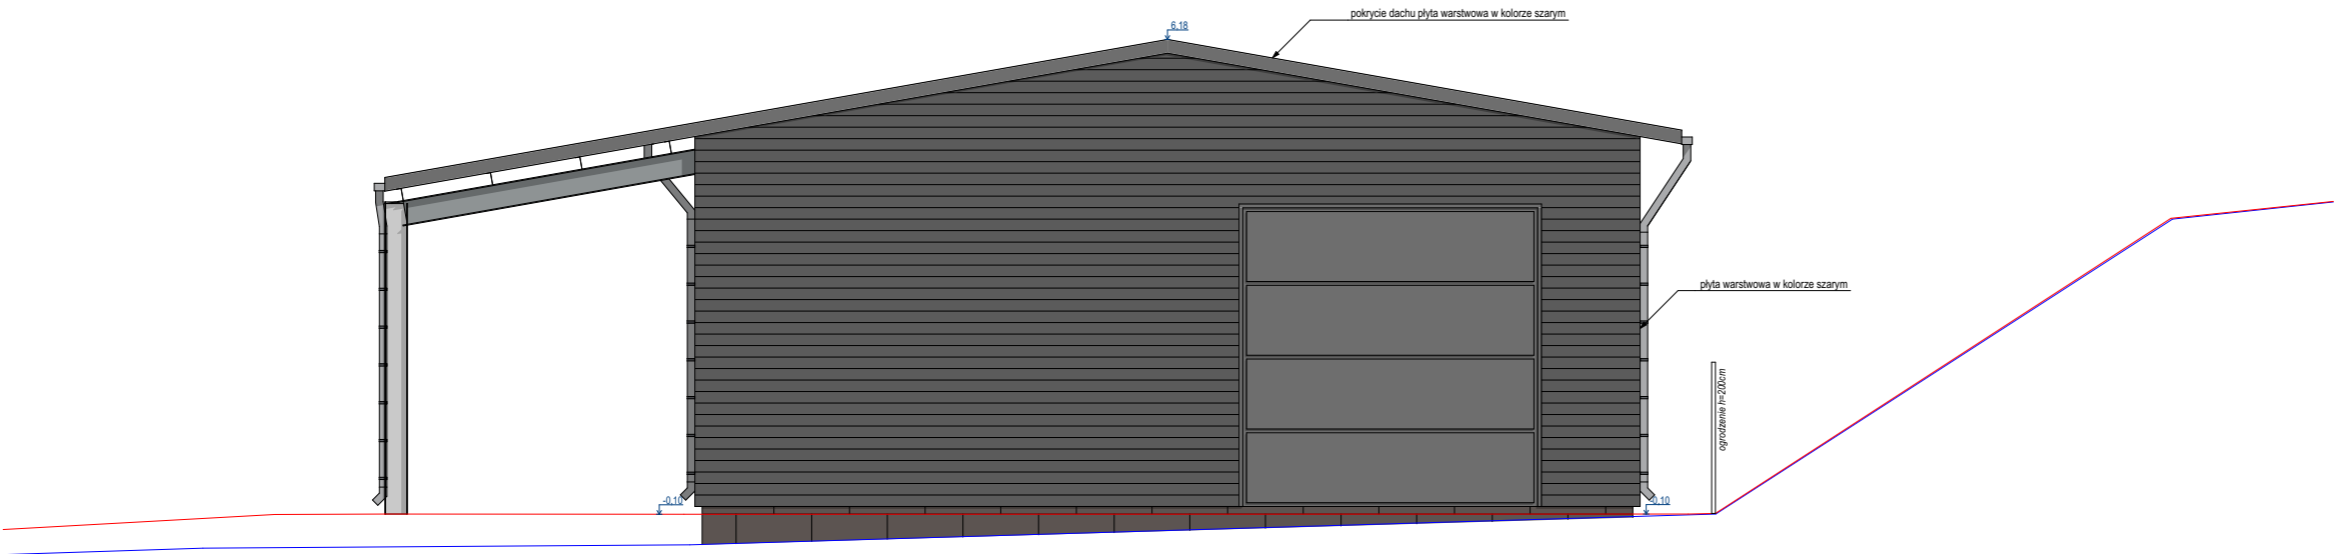 pokrycie dachu płyta warstwowa w kolorze szarym
6,18
płyta warstwowa w kolorze szarym
ogrodzenie h=200cm
-0,10
-0,10